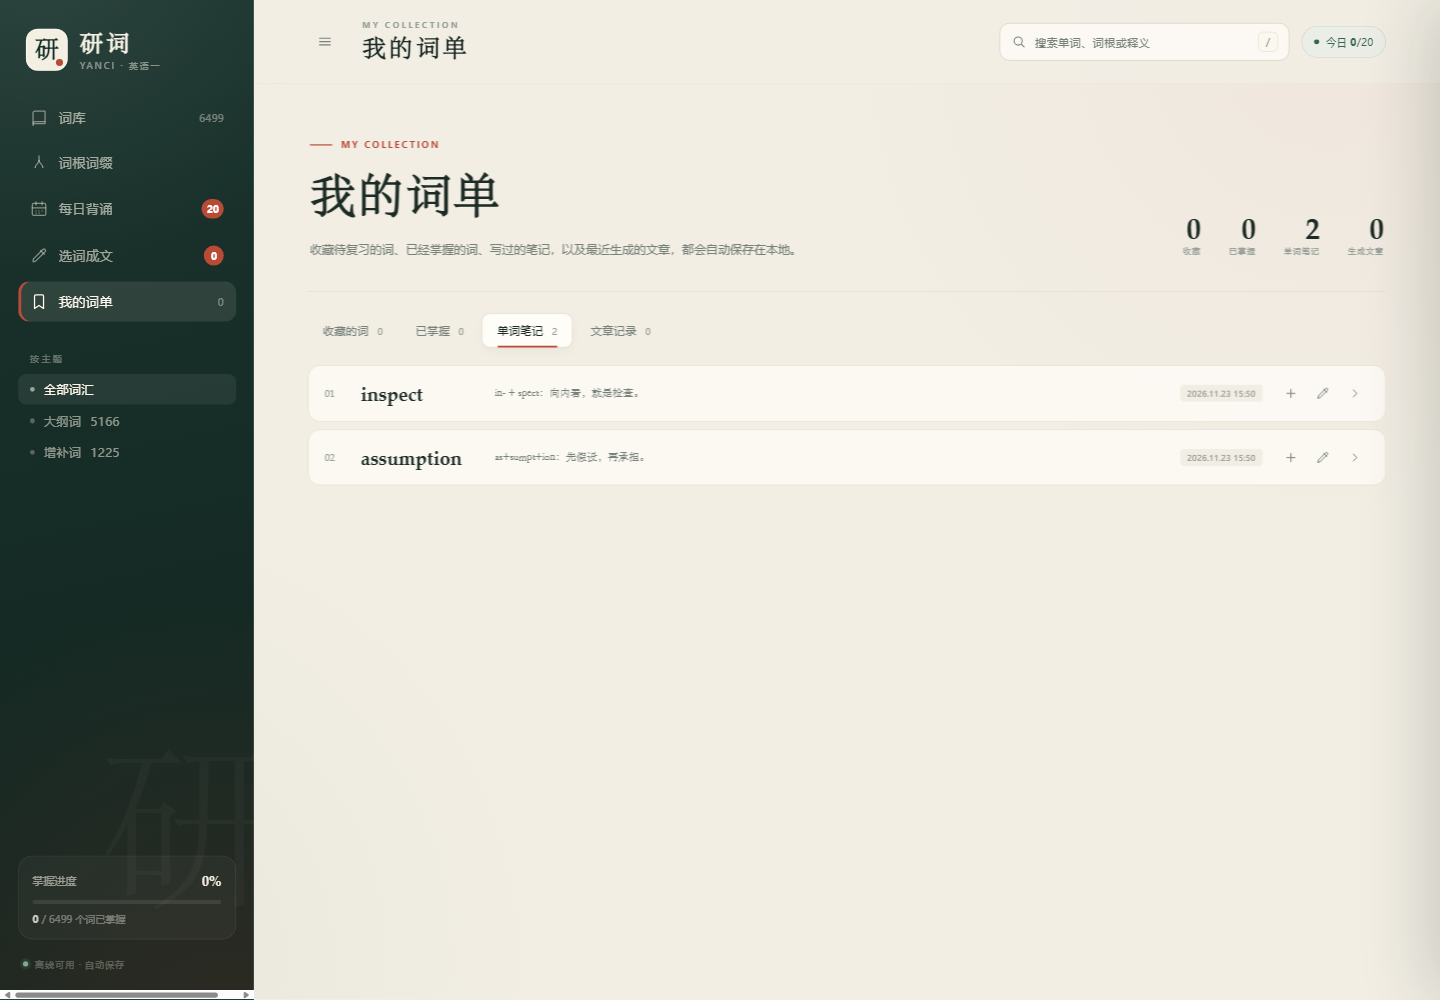 研
研词
YANCI · 英语一
词库 6499
词根词缀
每日背诵 20
选词成文 0
我的词单 0
按主题
全部词汇
大纲词 5166
增补词 1225
研
掌握进度 0%
0 / 6499 个词已掌握
离线可用 · 自动保存
MY COLLECTION
我的词单
搜索单词、词根或释义 /
今日 0/20
MY COLLECTION
我的词单
收藏待复习的词、已经掌握的词、写过的笔记，以及最近生成的文章，都会自动保存在本地。
0 收藏
0 已掌握
2 单词笔记
0 生成文章
收藏的词 0 已掌握 0 单词笔记 2 文章记录 0
01 inspect in- + spect：向内看，就是检查。 2026.11.23 15:50
02 assumption as+sumpt+ion：先假设，再承担。 2026.11.23 15:50